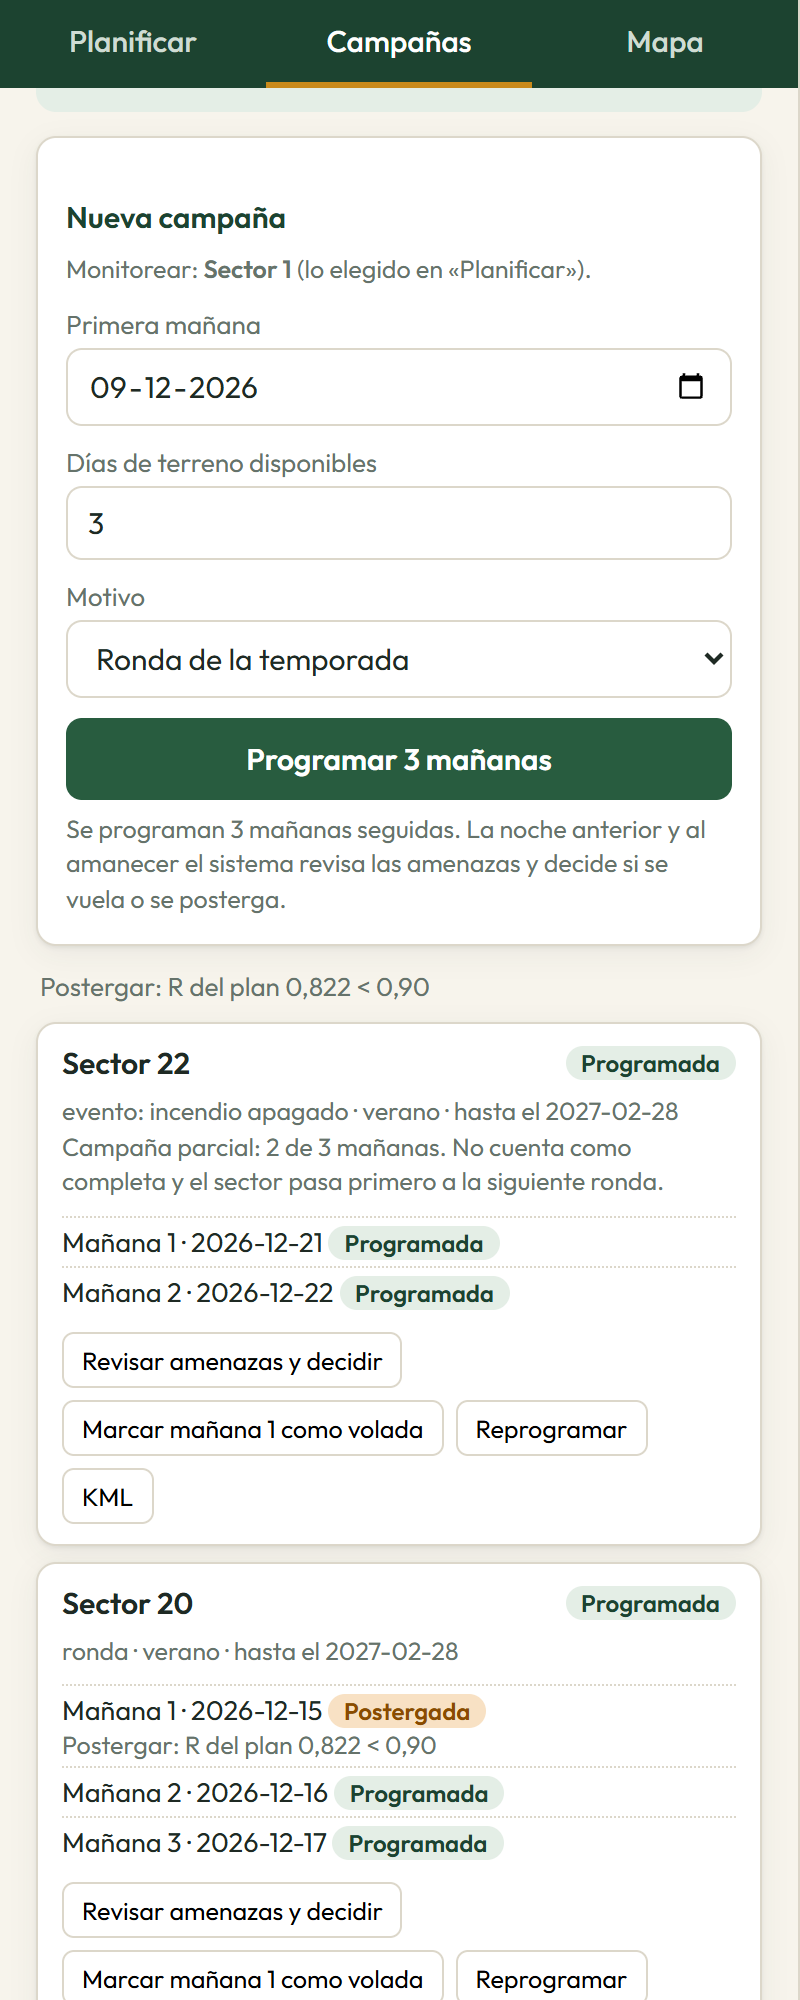 Planificar
Campañas
Mapa
Nueva campaña
Monitorear: Sector 1 (lo elegido en «Planificar»).
Primera mañana
09-12-2026
Días de terreno disponibles
3
Motivo
Ronda de la temporada
Programar 3 mañanas
Se programan 3 mañanas seguidas. La noche anterior y al
amanecer el sistema revisa las amenazas y decide si se
vuela o se posterga.
Postergar: R del plan 0,822 < 0,90
Sector 22
Programada
evento: incendio apagado · verano · hasta el 2027-02-28
Campaña parcial: 2 de 3 mañanas. No cuenta como
completa y el sector pasa primero a la siguiente ronda.
Mañana 1 · 2026-12-21 Programada
Mañana 2 · 2026-12-22 Programada
Revisar amenazas y decidir
Marcar mañana 1 como volada
Reprogramar
KML
Sector 20
Programada
ronda · verano · hasta el 2027-02-28
Mañana 1 · 2026-12-15 Postergada
Postergar: R del plan 0,822 < 0,90
Mañana 2 · 2026-12-16 Programada
Mañana 3 · 2026-12-17 Programada
Revisar amenazas y decidir
Marcar mañana 1 como volada
Reprogramar